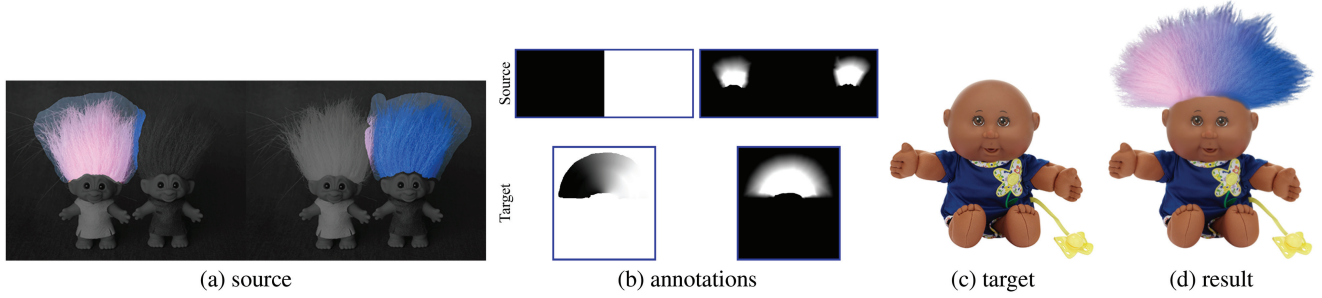 Source
Target
(a) source
(b) annotations
(c) target
(d) result